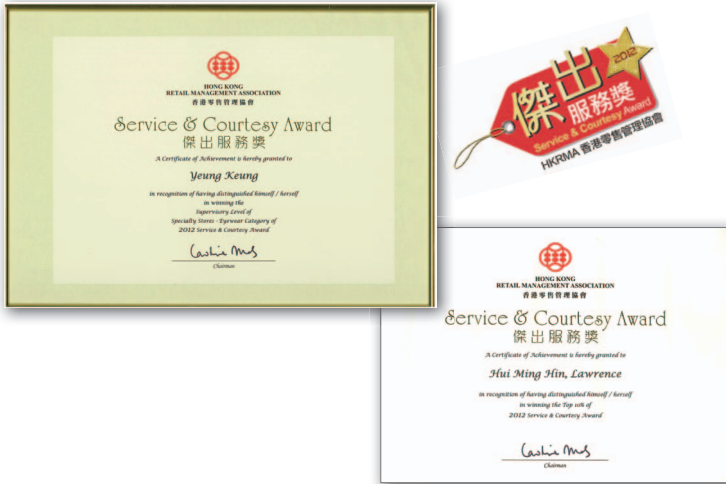 HONG KONG
RETAIL MANAGEMENT ASSOCIATION
香港零售管理協會
Service & Courtesy Award
傑出服務獎
A Certificate of Achievement is hereby granted to
Yeung Keung
in recognition of having distinguished himself / herself
in winning the
Supervisory Level of
Specialty Stores - Eyewear Category of
2012 Service & Courtesy Award
Chairman
2012
傑出
服務獎
Service & Courtesy Award
HKRMA 香港零售管理協會
HONG KONG
RETAIL MANAGEMENT ASSOCIATION
香港零售管理協會
Service & Courtesy Award
傑出服務獎
A Certificate of Achievement is hereby granted to
Hui Ming Hin, Lawrence
in recognition of having distinguished himself / herself
in winning the Top 10% of
2012 Service & Courtesy Award
Chairman